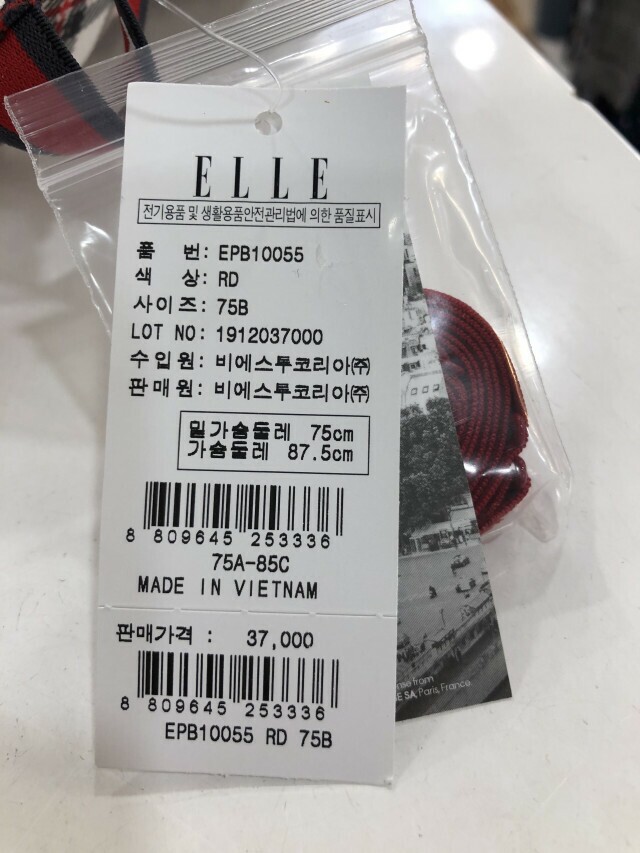 ELLE
전기용품 및 생활용품안전관리법에 의한 품질표시
품 번: EPB10055
색 상: RD
사이즈: 75B
LOT NO: 1912037000
수입원: 비에스투코리아㈜
판매원: 비에스투코리아㈜
밑가슴둘레 75cm
가슴둘레 87.5cm
8 809645 253336
75A-85C
MADE IN VIETNAM
판매가격 : 37,000
8 809645 253336
EPB10055 RD 75B
from
SA, Paris, France